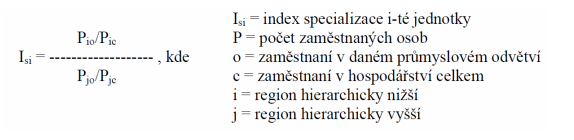 I_si = index specializace i-té jednotky
P_io/P_ic
P = počet zaměstnaných osob
I_si = ------------------- , kde
o = zaměstnaní v daném průmyslovém odvětví
P_jo/P_jc
c = zaměstnaní v hospodářství celkem
i = region hierarchicky nižší
j = region hierarchicky vyšší